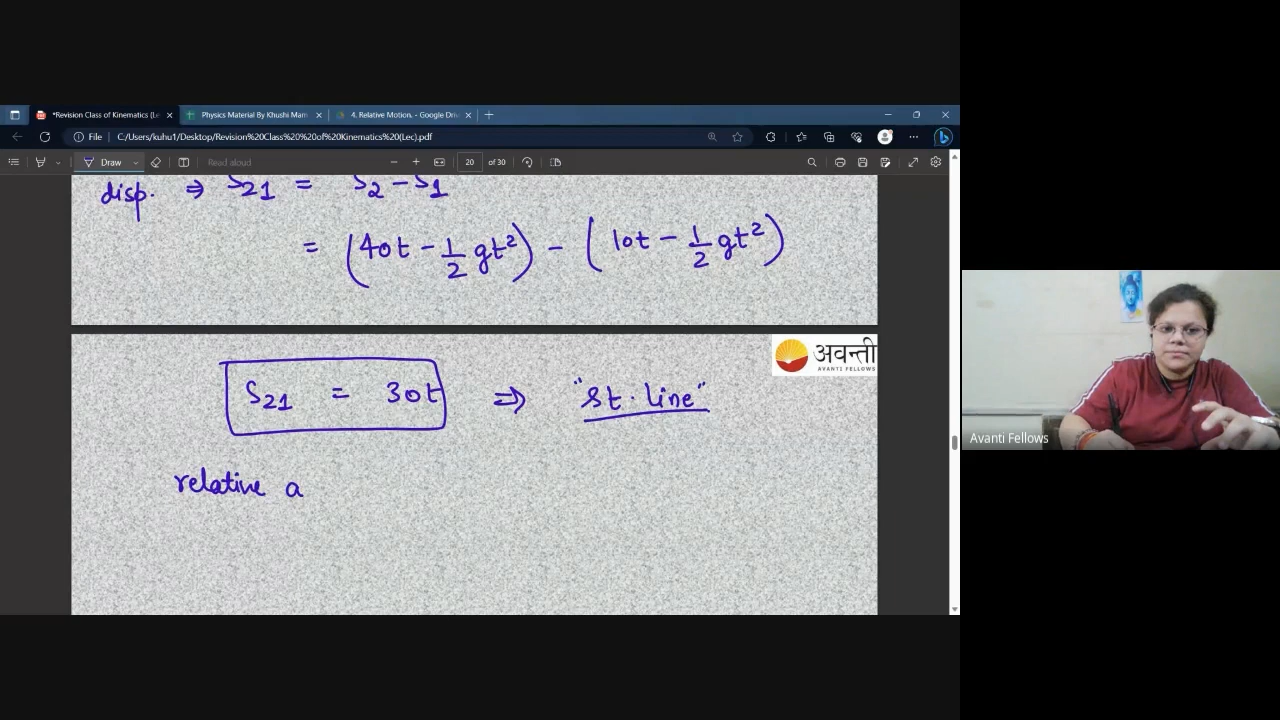 *Revision Class of Kinematics (Le
Physics Material By Khushi Mam
4. Relative Motion. - Google Driv
File
C:/Users/kuhu1/Desktop/Revision%20Class%20%20of%20Kinematics%20(Lec).pdf
Draw
Read aloud
20 of 30
disp. ⇒ S21 = S2 - S1
= (40t - 1/2 gt²) - (10t - 1/2 gt²)
अवन्ती
AVANTI FELLOWS
S21 = 30t ⇒ "St. line"
relative a
Avanti Fellows